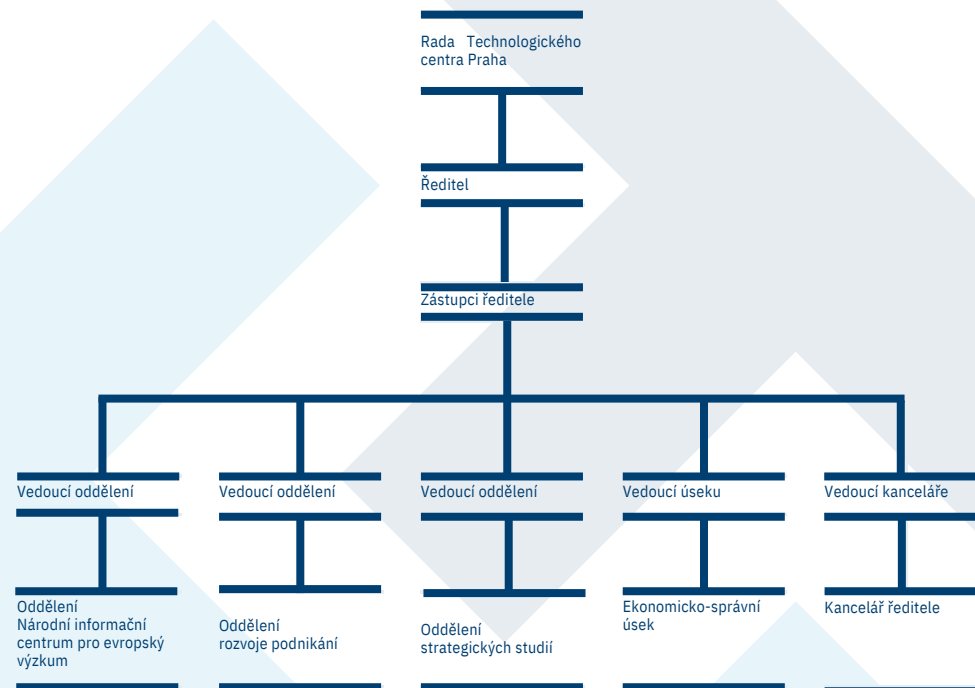 Rada Technologického
centra Praha
Ředitel
Zástupci ředitele
Vedoucí oddělení
Vedoucí oddělení
Vedoucí oddělení
Vedoucí úseku
Vedoucí kanceláře
Oddělení
Národní informační
centrum pro evropský
výzkum
Oddělení
rozvoje podnikání
Oddělení
strategických studií
Ekonomicko-správní
úsek
Kancelář ředitele